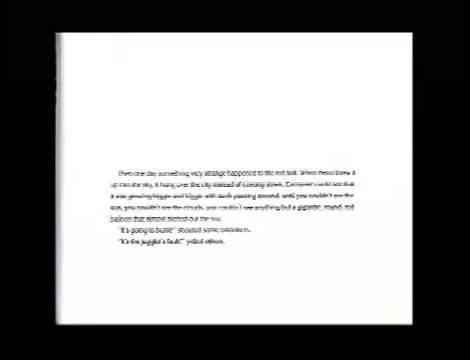 Then one day something very strange happened to the red ball. When threw it
up into the sky, it hung over the city instead of coming down. Everyone could see that
it was growing bigger and bigger with each passing second, until you couldn't see the
sun, you couldn't see the clouds, you couldn't see anything but a gigantic, round, red
balloon that almost blotted out the sky.
"It's going to burst!" shouted some onlookers.
"It's the juggler's fault!" yelled others.